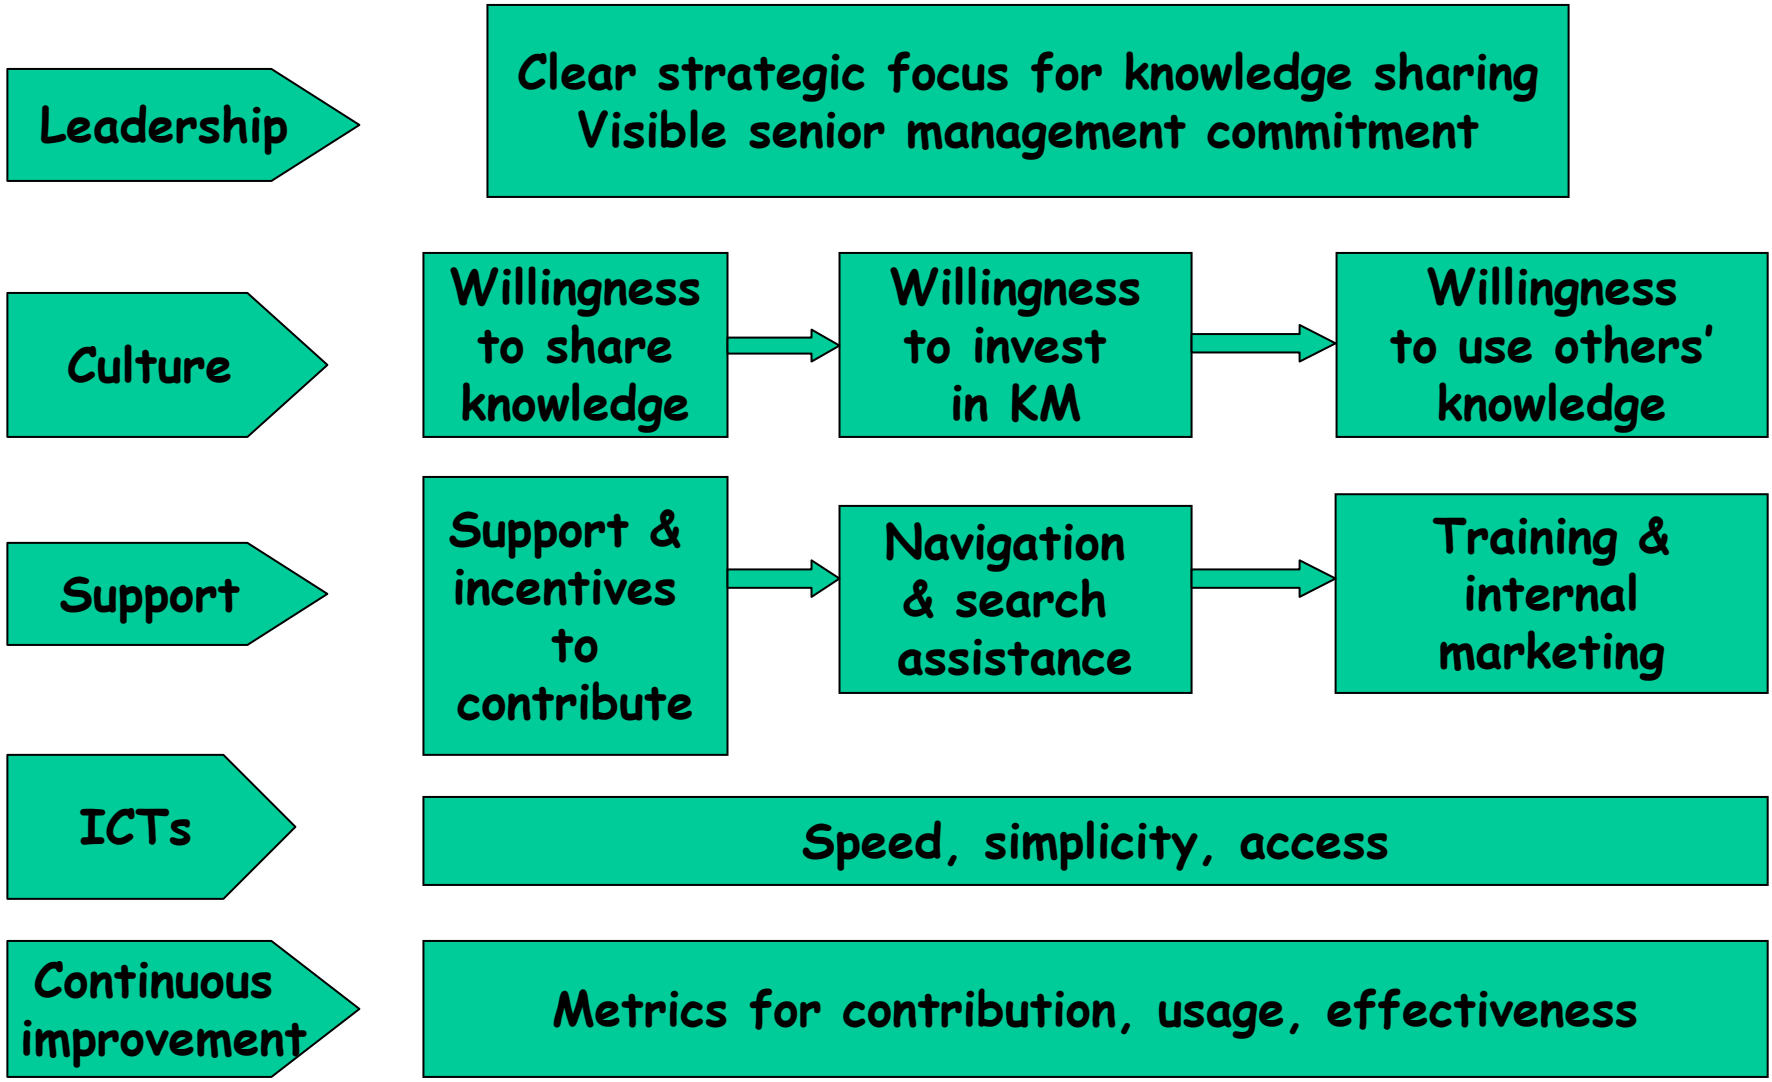 Leadership
Clear strategic focus for knowledge sharing
Visible senior management commitment
Culture
Willingness
to share
knowledge
Willingness
to invest
in KM
Willingness
to use others’
knowledge
Support
Support &
incentives
to
contribute
Navigation
& search
assistance
Training &
internal
marketing
ICTs
Speed, simplicity, access
Continuous
improvement
Metrics for contribution, usage, effectiveness